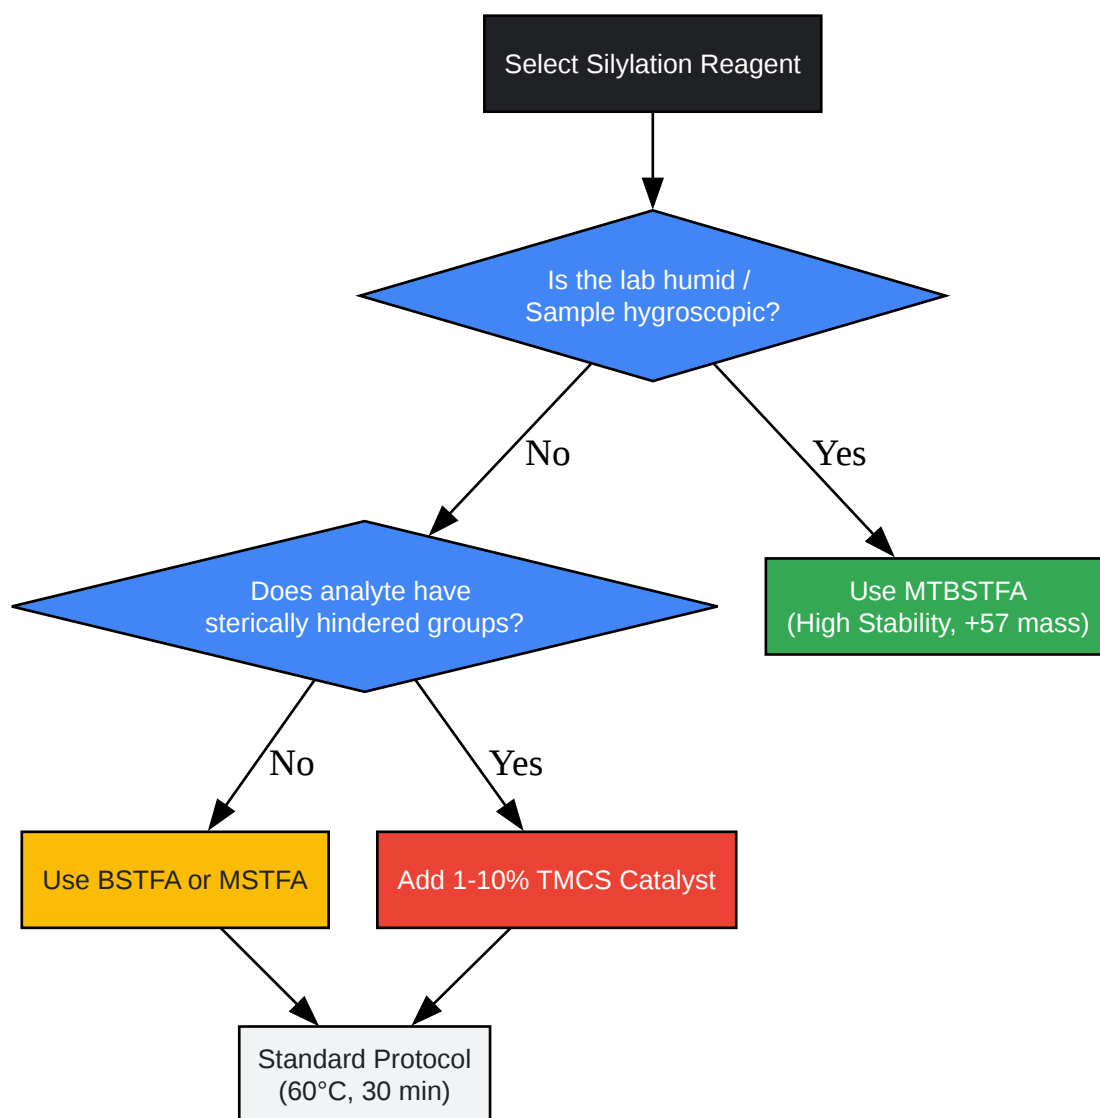 Select Silylation Reagent
Is the lab humid /
Sample hygroscopic?
No
Yes
Does analyte have
sterically hindered groups?
Use MTBSTFA
(High Stability, +57 mass)
No
Yes
Use BSTFA or MSTFA
Add 1-10% TMCS Catalyst
Standard Protocol
(60°C, 30 min)